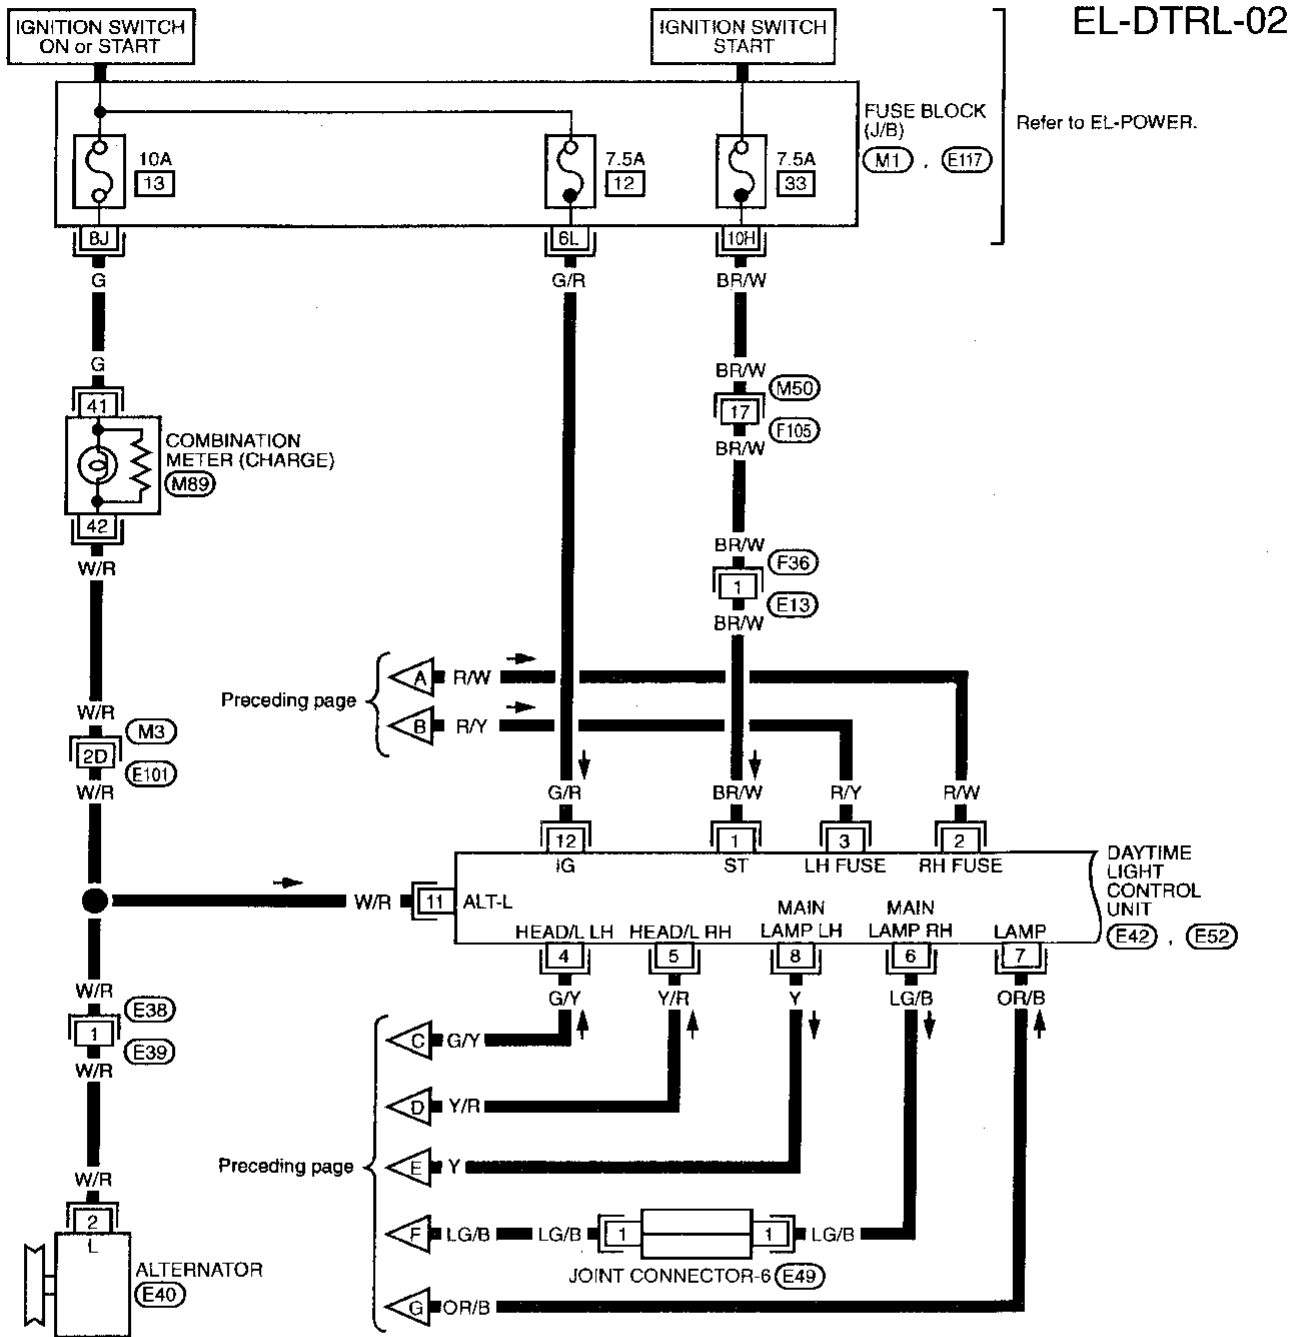 EL-DTRL-02
IGNITION SWITCH
ON or START
IGNITION SWITCH
START
FUSE BLOCK
(J/B)
M1 , E117
Refer to EL-POWER.
10A
13
7.5A
12
7.5A
33
8J
6L
10H
G
G/R
BR/W
G
BR/W
41
M50
17
F105
BR/W
COMBINATION
METER (CHARGE)
M89
42
W/R
BR/W
F36
1
E13
BR/W
Preceding page
A
R/W
B
R/Y
W/R
M3
2D
E101
W/R
G/R
BR/W
R/Y
R/W
12
1
3
2
IG
ST
LH FUSE
RH FUSE
DAYTIME
LIGHT
CONTROL
UNIT
E42 , E52
W/R
11
ALT-L
MAIN
LAMP LH
MAIN
LAMP RH
HEAD/L LH
HEAD/L RH
LAMP
4
5
8
6
7
G/Y
Y/R
Y
LG/B
OR/B
W/R
E38
1
E39
W/R
Preceding page
C
G/Y
D
Y/R
E
Y
F
LG/B
LG/B
1
1
LG/B
JOINT CONNECTOR-6 E49
G
OR/B
W/R
2
L
ALTERNATOR
E40